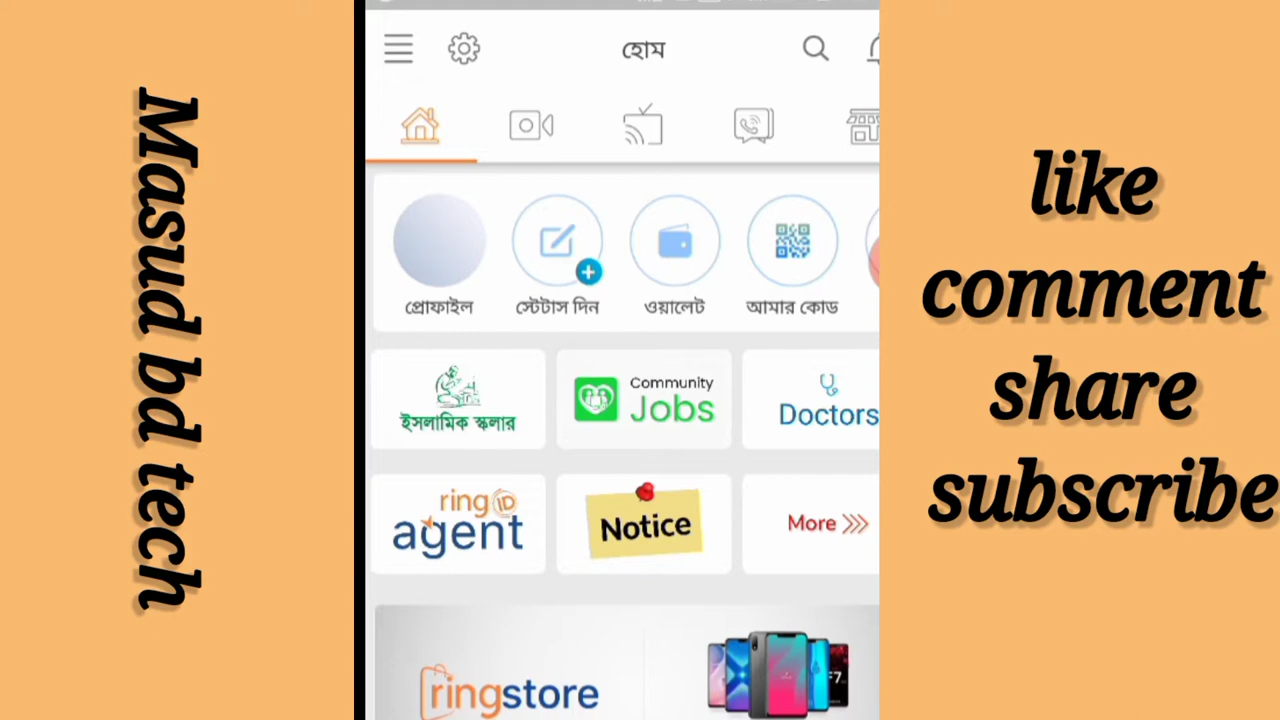 Masud bd tech
হোম
প্রোফাইল
স্টেটাস দিন
ওয়ালেট
আমার কোড
ইসলামিক স্কলার
Community
Jobs
Doctors
ring ID
agent
Notice
More >>>
ringstore
F7
like
comment
share
subscribe